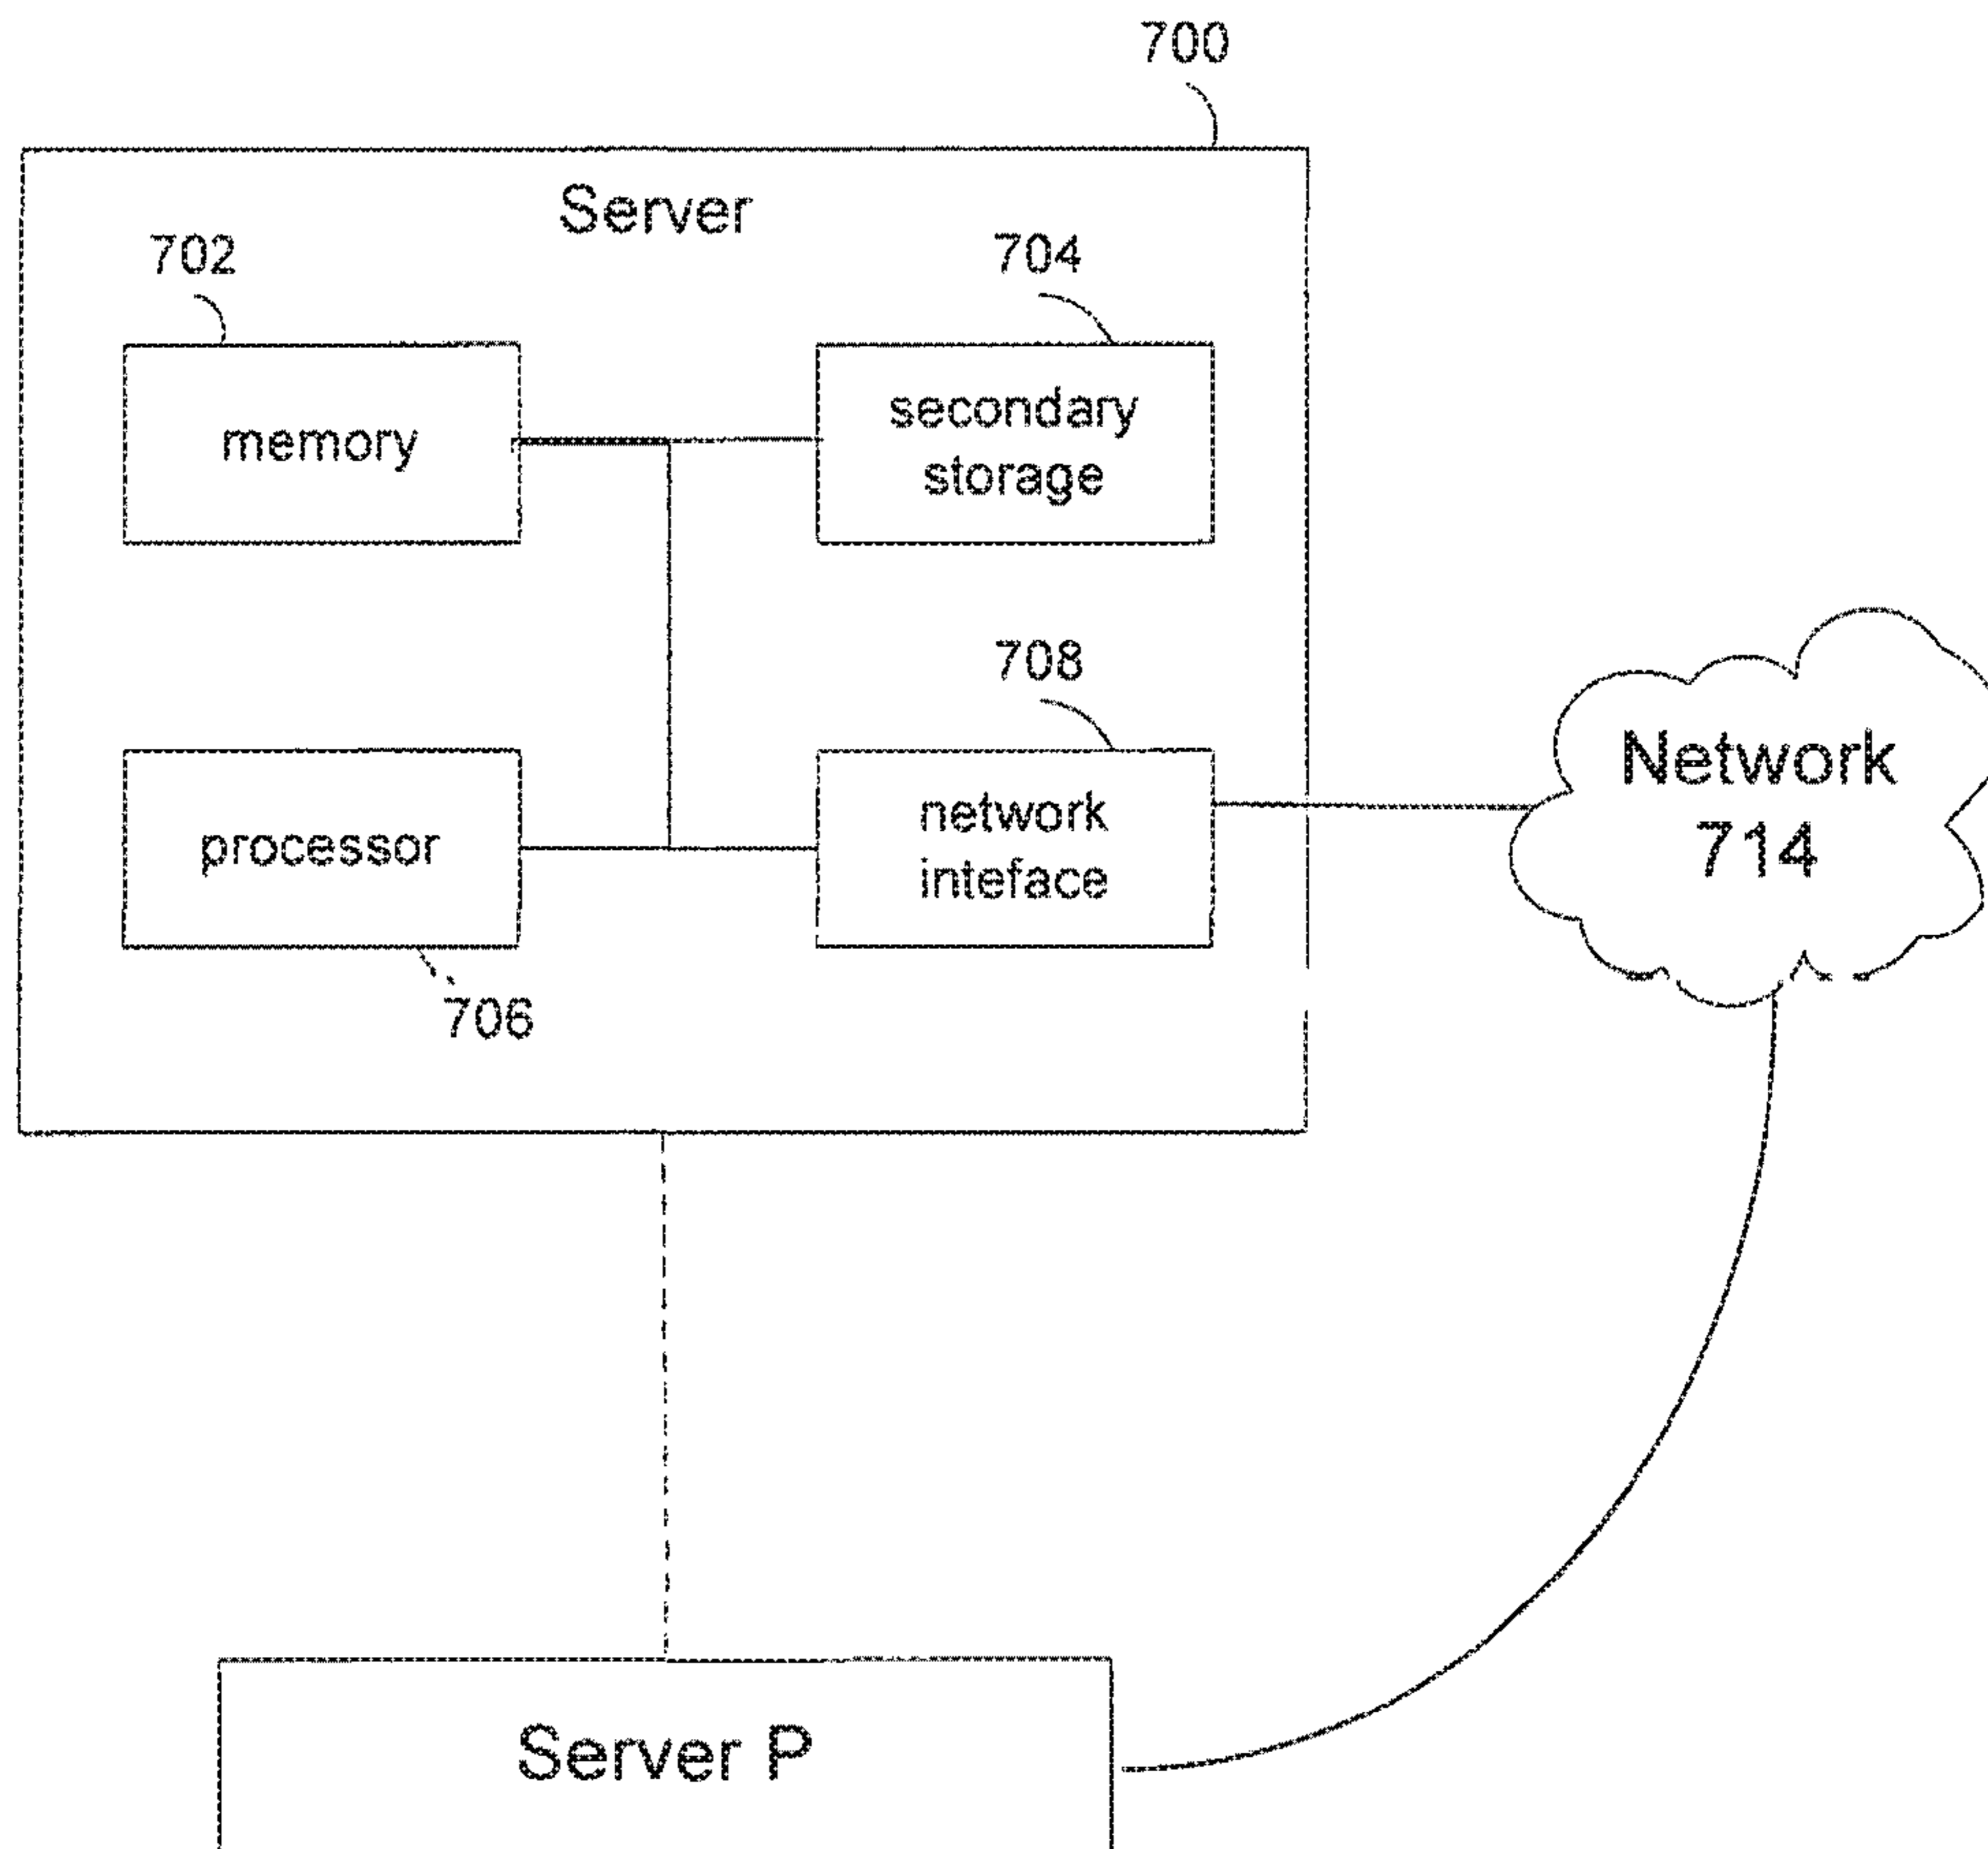 700
Server
702
704
memory
secondary
storage
708
processor
network
inteface
706
Network
714
Server P